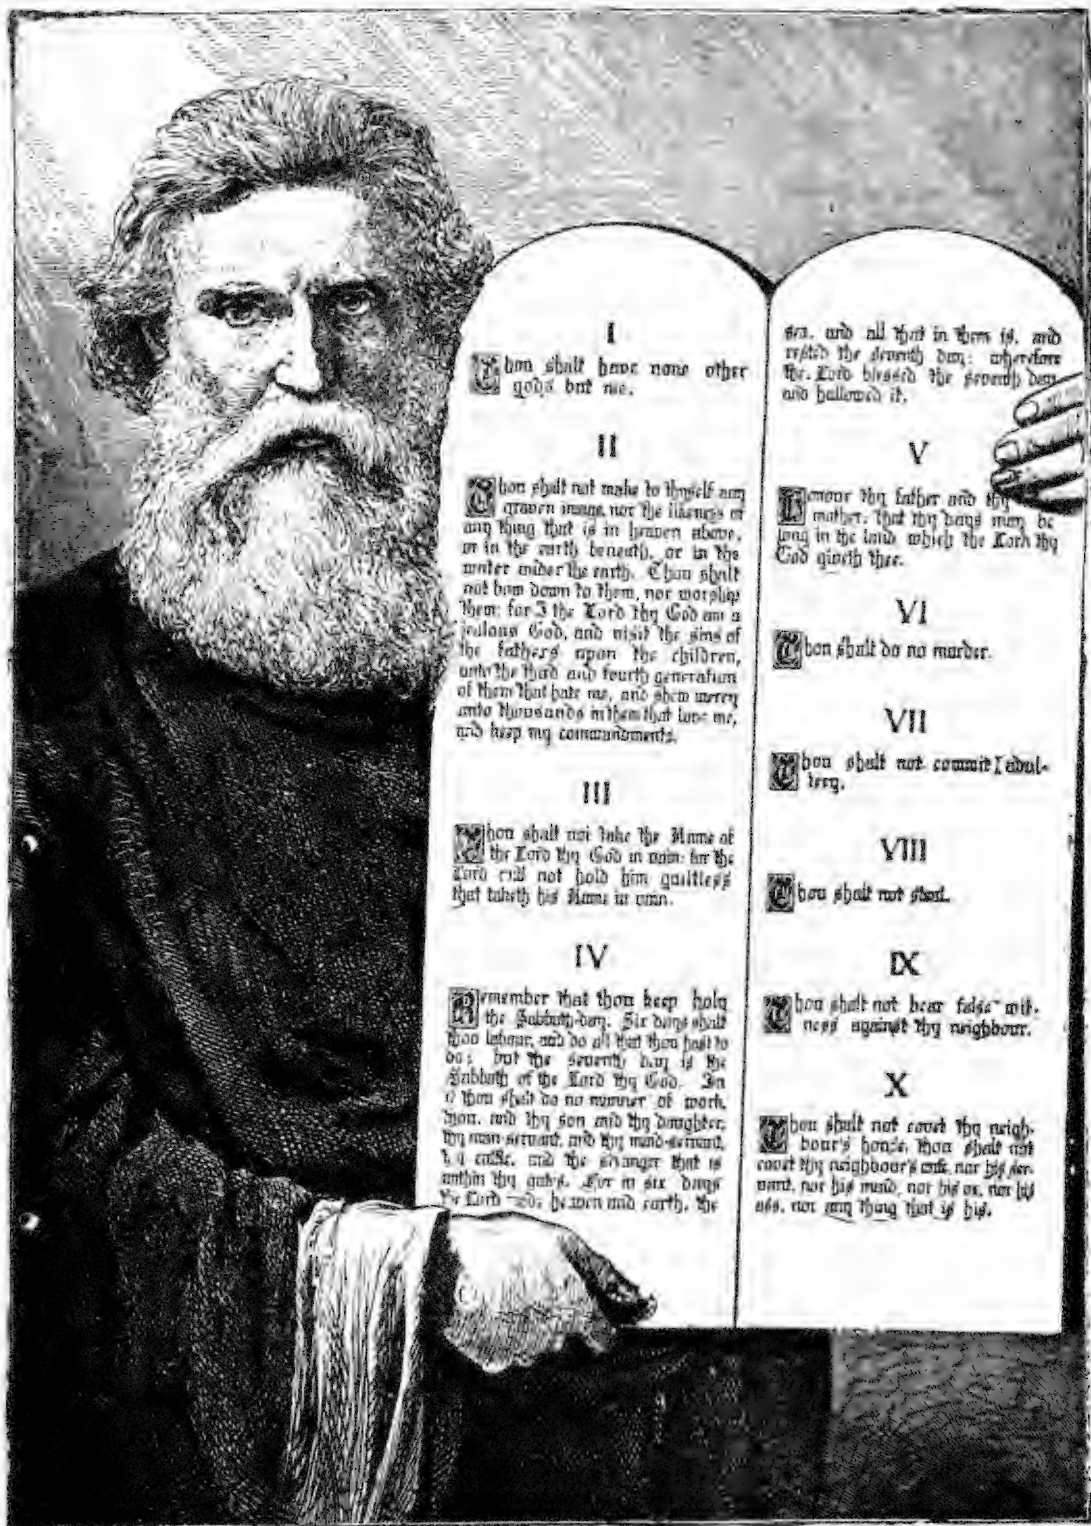 I
Thou shalt have none other
gods but me.
II
Thou shalt not make to thyself any
graven image, nor the likeness of
any thing that is in heaven above,
or in the earth beneath, or in the
water under the earth. Thou shalt
not bow down to them, nor worship
them: for I the Lord thy God am a
jealous God, and visit the sins of
the fathers upon the children,
unto the third and fourth generation
of them that hate me, and shew mercy
unto thousands in them that love me,
and keep my commandments.
III
Thou shalt not take the Name of
the Lord thy God in vain: for the
Lord will not hold him guiltless
that taketh his Name in vain.
IV
Remember that thou keep holy
the Sabbath-day. Six days shalt
thou labour, and do all that thou hast to
do; but the seventh day is the
Sabbath of the Lord thy God. In
it thou shalt do no manner of work,
thou, and thy son and thy daughter,
thy man-servant, and thy maid-servant,
thy cattle, and the stranger that is
within thy gates. For in six days
the Lord heaven and earth, the
sea, and all that in them is, and
rested the seventh day: wherefore
the Lord blessed the seventh day
and hallowed it.
V
Honour thy father and thy
mother, that thy days may be
long in the land which the Lord thy
God giveth thee.
VI
Thou shalt do no murder.
VII
Thou shalt not commit adul-
tery.
VIII
Thou shalt not steal.
IX
Thou shalt not bear false wit-
ness against thy neighbour.
X
Thou shalt not covet thy neigh-
bour's house, thou shalt not
covet thy neighbour's wife, nor his ser-
vant, nor his maid, nor his ox, nor his
ass, nor any thing that is his.